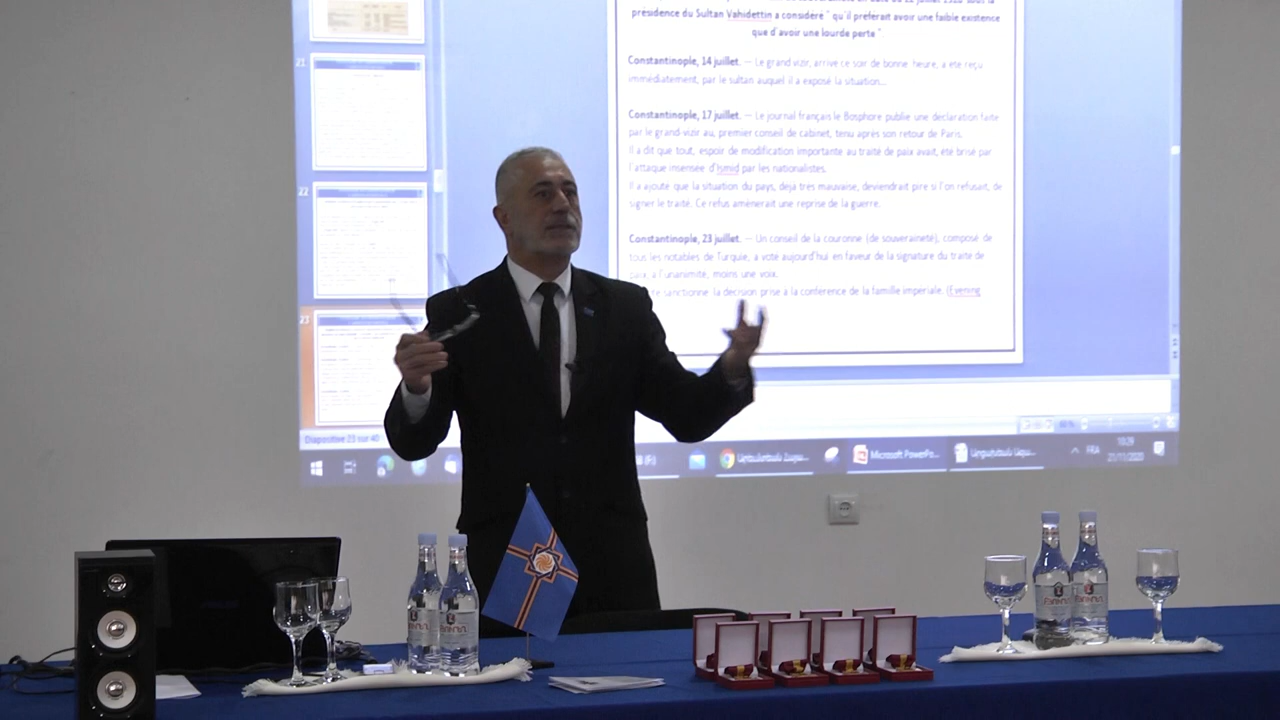 présidence du Sultan Vahidettin a considéré " qu'il préférait avoir une faible existence
que d'avoir une lourde perte ".
Constantinople, 14 juillet. — Le grand vizir, arrive ce soir de bonne heure, a ete reçu
immédiatement, par le sultan auquel il a exposé la situation...
Constantinople, 17 juillet. — Le journal français le Bosphore publie une déclaration faite
par le grand-vizir au, premier conseil de cabinet, tenu après son retour de Paris.
Il a dit que tout, espoir de modification importante au traité de paix avait, été brisé par
l'attaque insensée d'Ismid par les nationalistes.
Il a ajouté que la situation du pays, déjà très mauvaise, deviendrait pire si l'on refusait, de
signer le traité. Ce refus amènerait une reprise de la guerre.
Constantinople, 23 juillet. — Un conseil de la couronne (de souveraineté), composé de
tous les notables de Turquie, a voté aujourd'hui en faveur de la signature du traité de
paix, à l'unanimité, moins une voix.
sanctionne la décision prise à la conférence de la famille impériale. (Evening
21
22
23
Diapositive 23 sur 40
60 %
(F:)
Microsoft PowerPo...
FRA
10:29
21/11/2020